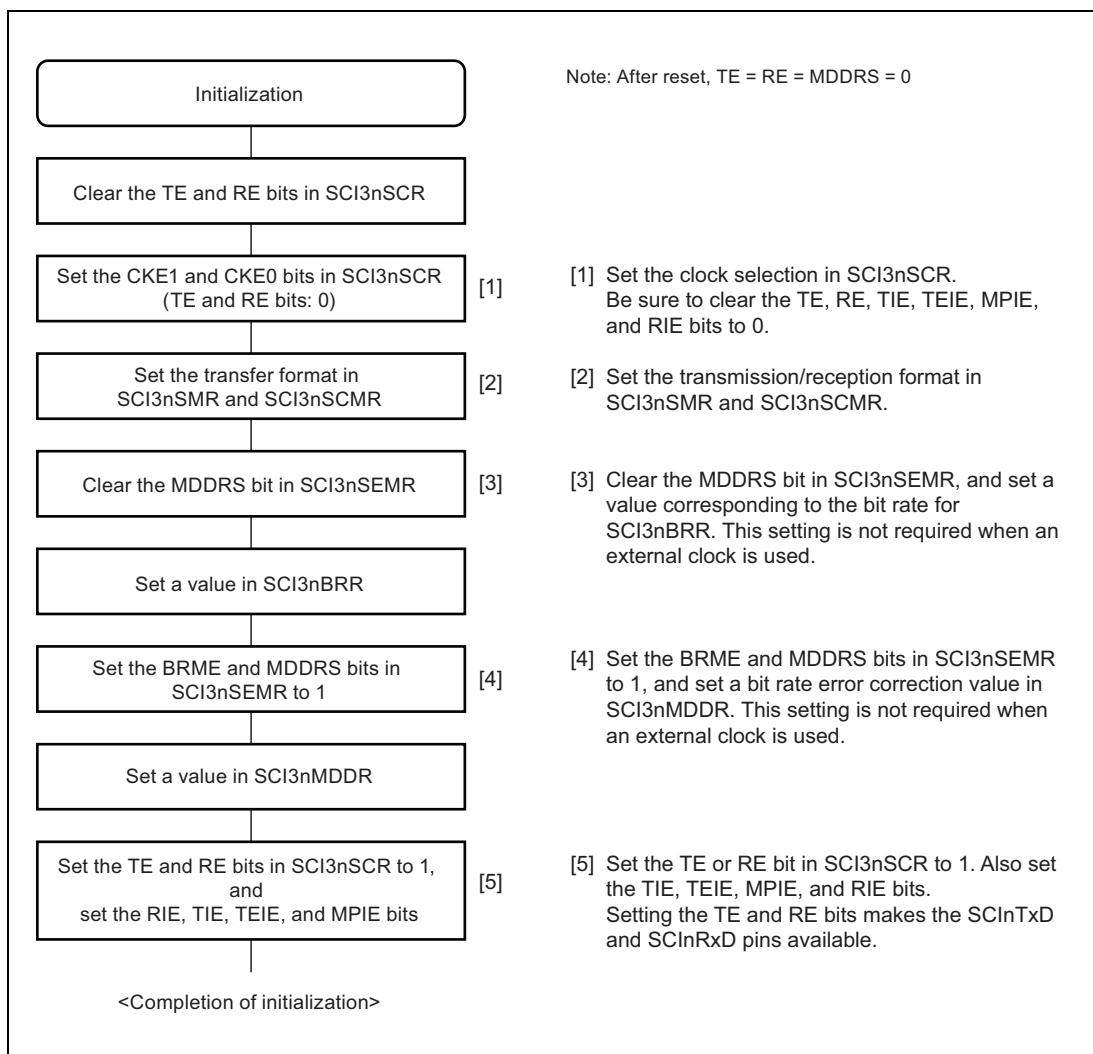 Initialization
Note: After reset, TE = RE = MDDRS = 0
Clear the TE and RE bits in SCI3nSCR
Set the CKE1 and CKE0 bits in SCI3nSCR
(TE and RE bits: 0)
[1]
[1] Set the clock selection in SCI3nSCR.
Be sure to clear the TE, RE, TIE, TEIE, MPIE,
and RIE bits to 0.
Set the transfer format in
SCI3nSMR and SCI3nSCMR
[2]
[2] Set the transmission/reception format in
SCI3nSMR and SCI3nSCMR.
Clear the MDDRS bit in SCI3nSEMR
[3]
[3] Clear the MDDRS bit in SCI3nSEMR, and set a
value corresponding to the bit rate for
SCI3nBRR. This setting is not required when an
external clock is used.
Set a value in SCI3nBRR
Set the BRME and MDDRS bits in
SCI3nSEMR to 1
[4]
[4] Set the BRME and MDDRS bits in SCI3nSEMR
to 1, and set a bit rate error correction value in
SCI3nMDDR. This setting is not required when
an external clock is used.
Set a value in SCI3nMDDR
Set the TE and RE bits in SCI3nSCR to 1,
and
set the RIE, TIE, TEIE, and MPIE bits
[5]
[5] Set the TE or RE bit in SCI3nSCR to 1. Also set
the TIE, TEIE, MPIE, and RIE bits.
Setting the TE and RE bits makes the SCInTxD
and SCInRxD pins available.
<Completion of initialization>